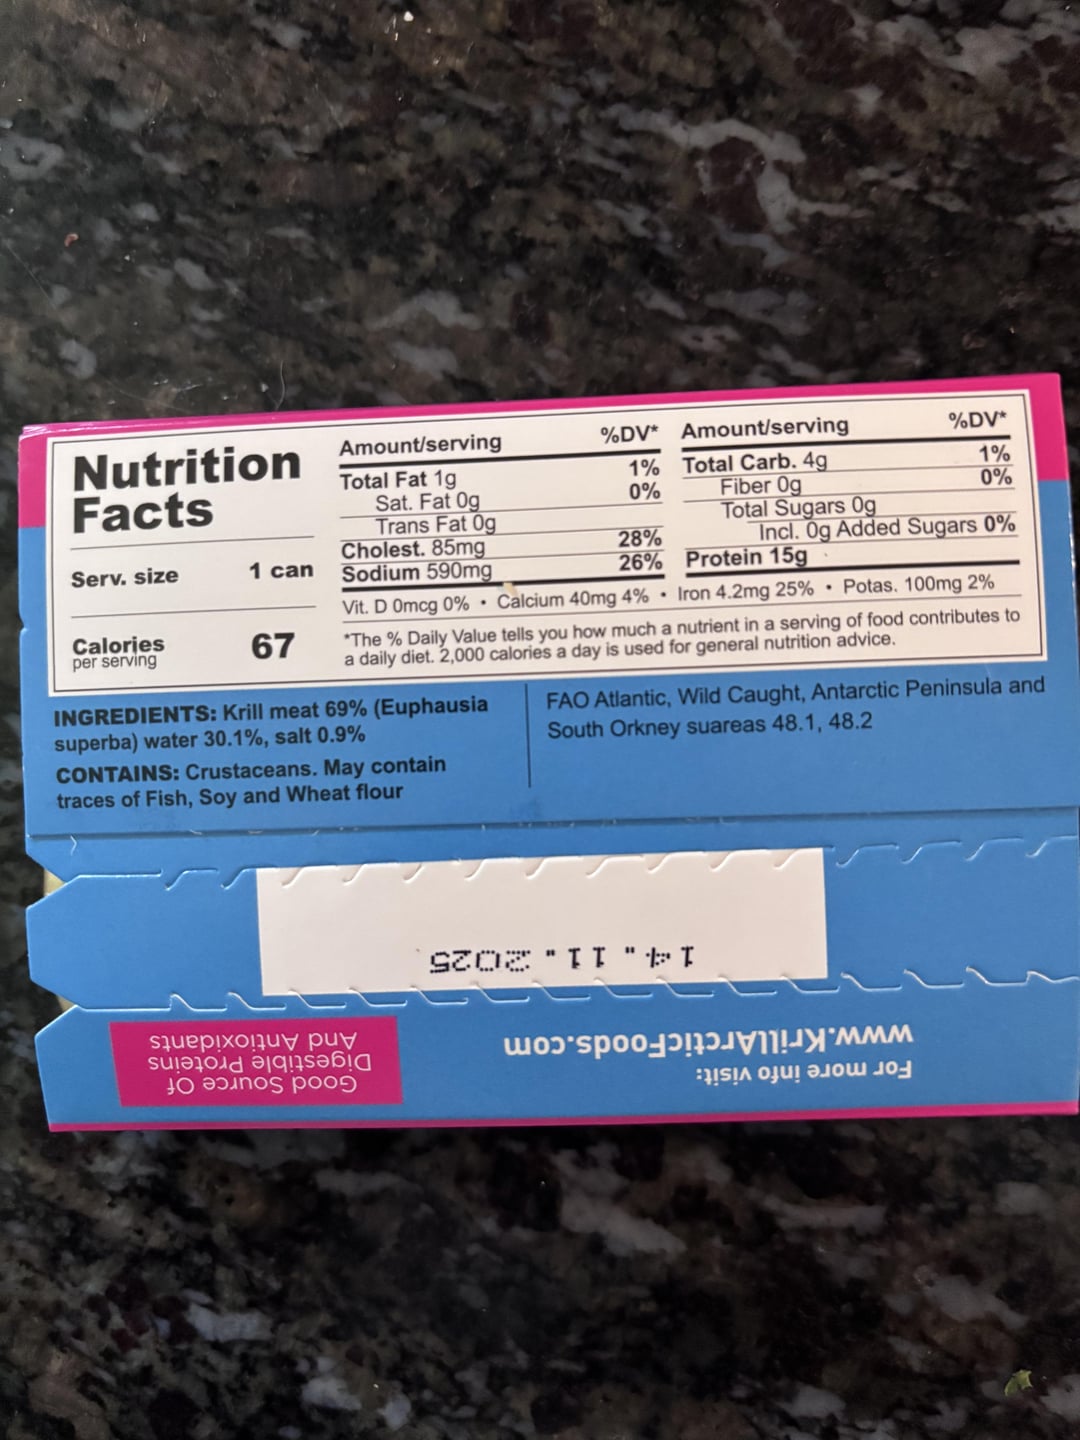 Nutrition
Facts
Serv. size 1 can
Calories 67
per serving
Amount/serving %DV*
Total Fat 1g 1%
Sat. Fat 0g 0%
Trans Fat 0g
Cholest. 85mg 28%
Sodium 590mg 26%
Amount/serving %DV*
Total Carb. 4g 1%
Fiber 0g 0%
Total Sugars 0g
Incl. 0g Added Sugars 0%
Protein 15g
Vit. D 0mcg 0% • Calcium 40mg 4% • Iron 4.2mg 25% • Potas. 100mg 2%
*The % Daily Value tells you how much a nutrient in a serving of food contributes to
a daily diet. 2,000 calories a day is used for general nutrition advice.
INGREDIENTS: Krill meat 69% (Euphausia
superba) water 30.1%, salt 0.9%
CONTAINS: Crustaceans. May contain
traces of Fish, Soy and Wheat flour
FAO Atlantic, Wild Caught, Antarctic Peninsula and
South Orkney suareas 48.1, 48.2
14.11.2025
For more info visit:
www.KrillArcticFoods.com
Good Source Of
Digestible Proteins
And Antioxidants